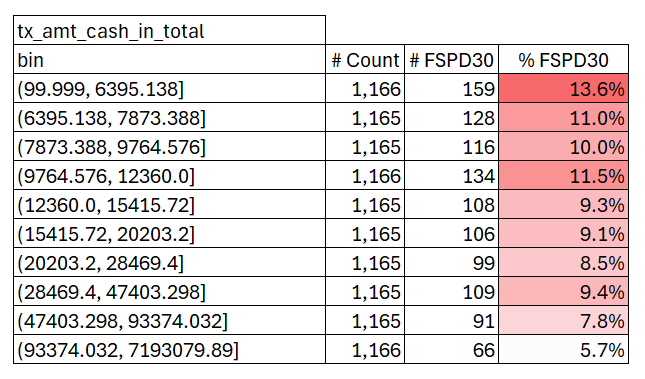 tx_amt_cash_in_total
bin # Count # FSPD30 % FSPD30
(99.999, 6395.138] 1,166 159 13.6%
(6395.138, 7873.388] 1,165 128 11.0%
(7873.388, 9764.576] 1,165 116 10.0%
(9764.576, 12360.0] 1,166 134 11.5%
(12360.0, 15415.72] 1,165 108 9.3%
(15415.72, 20203.2] 1,165 106 9.1%
(20203.2, 28469.4] 1,165 99 8.5%
(28469.4, 47403.298] 1,165 109 9.4%
(47403.298, 93374.032] 1,165 91 7.8%
(93374.032, 7193079.89] 1,166 66 5.7%